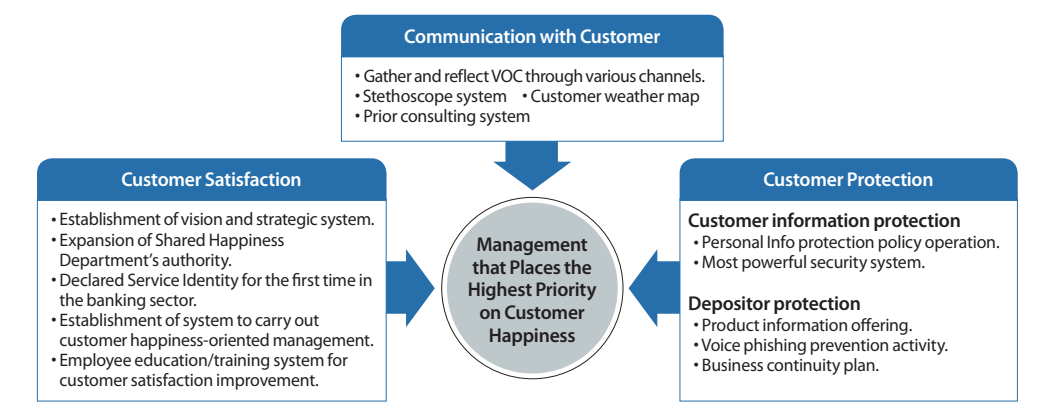 Communication with Customer
• Gather and reflect VOC through various channels.
• Stethoscope system • Customer weather map
• Prior consulting system
Customer Satisfaction
• Establishment of vision and strategic system.
• Expansion of Shared Happiness
Department's authority.
• Declared Service Identity for the first time in
the banking sector.
• Establishment of system to carry out
customer happiness-oriented management.
• Employee education/training system for
customer satisfaction improvement.
Management
that Places the
Highest Priority
on Customer
Happiness
Customer Protection
Customer information protection
• Personal Info protection policy operation.
• Most powerful security system.
Depositor protection
• Product information offering.
• Voice phishing prevention activity.
• Business continuity plan.